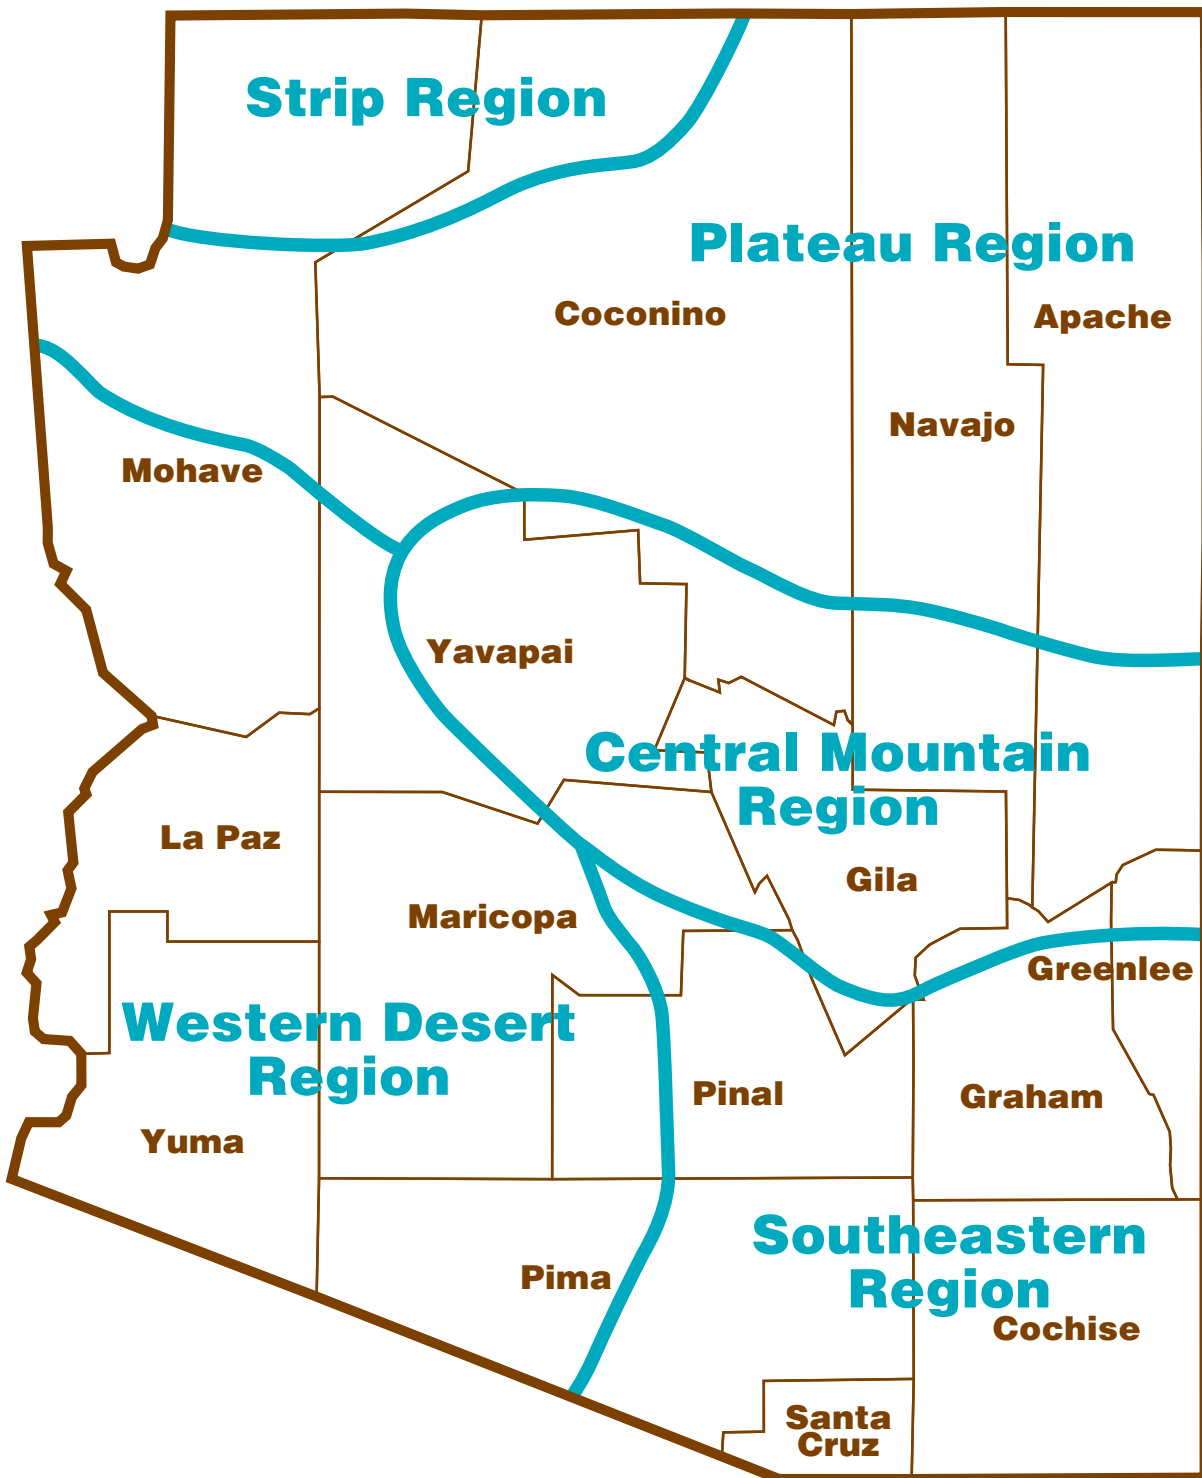 Strip Region
Plateau Region
Coconino
Apache
Navajo
Mohave
Yavapai
Central Mountain
Region
La Paz
Gila
Maricopa
Greenlee
Western Desert
Region
Pinal
Graham
Yuma
Southeastern
Region
Pima
Cochise
Santa
Cruz